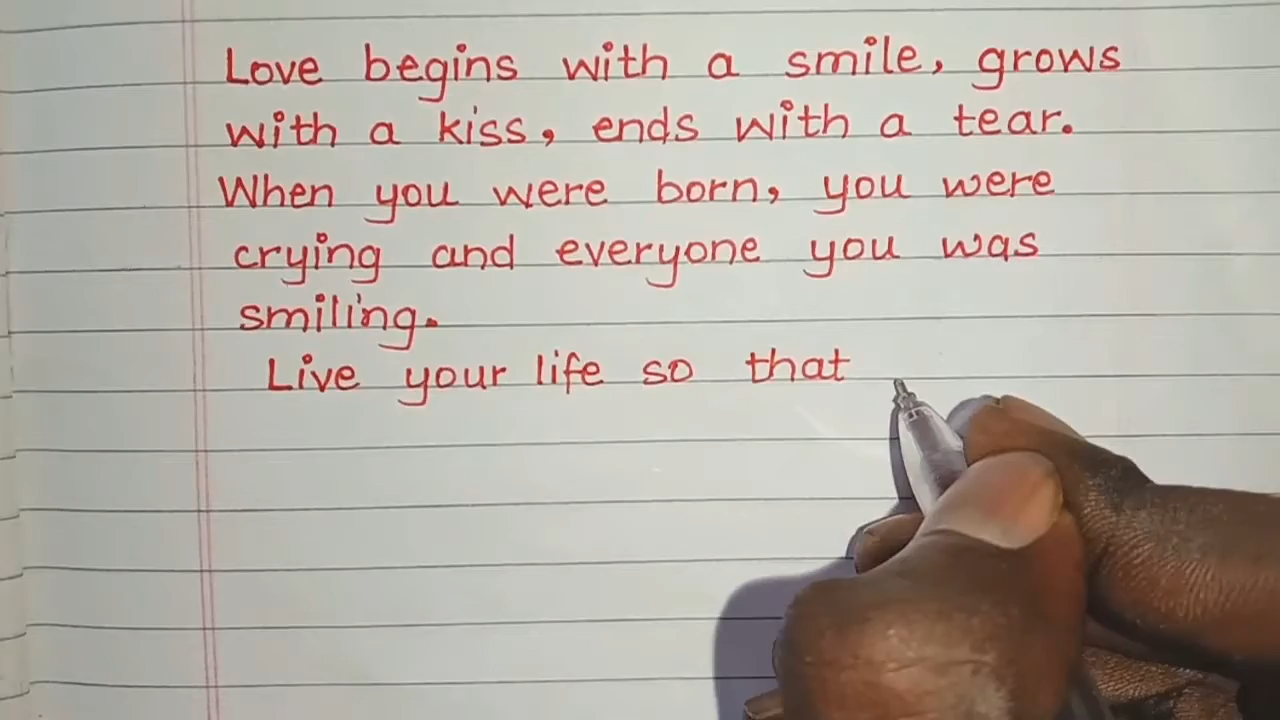 Love begins with a smile, grows
with a kiss, ends with a tear.
When you were born, you were
crying and everyone you was
smiling.
Live your life so that